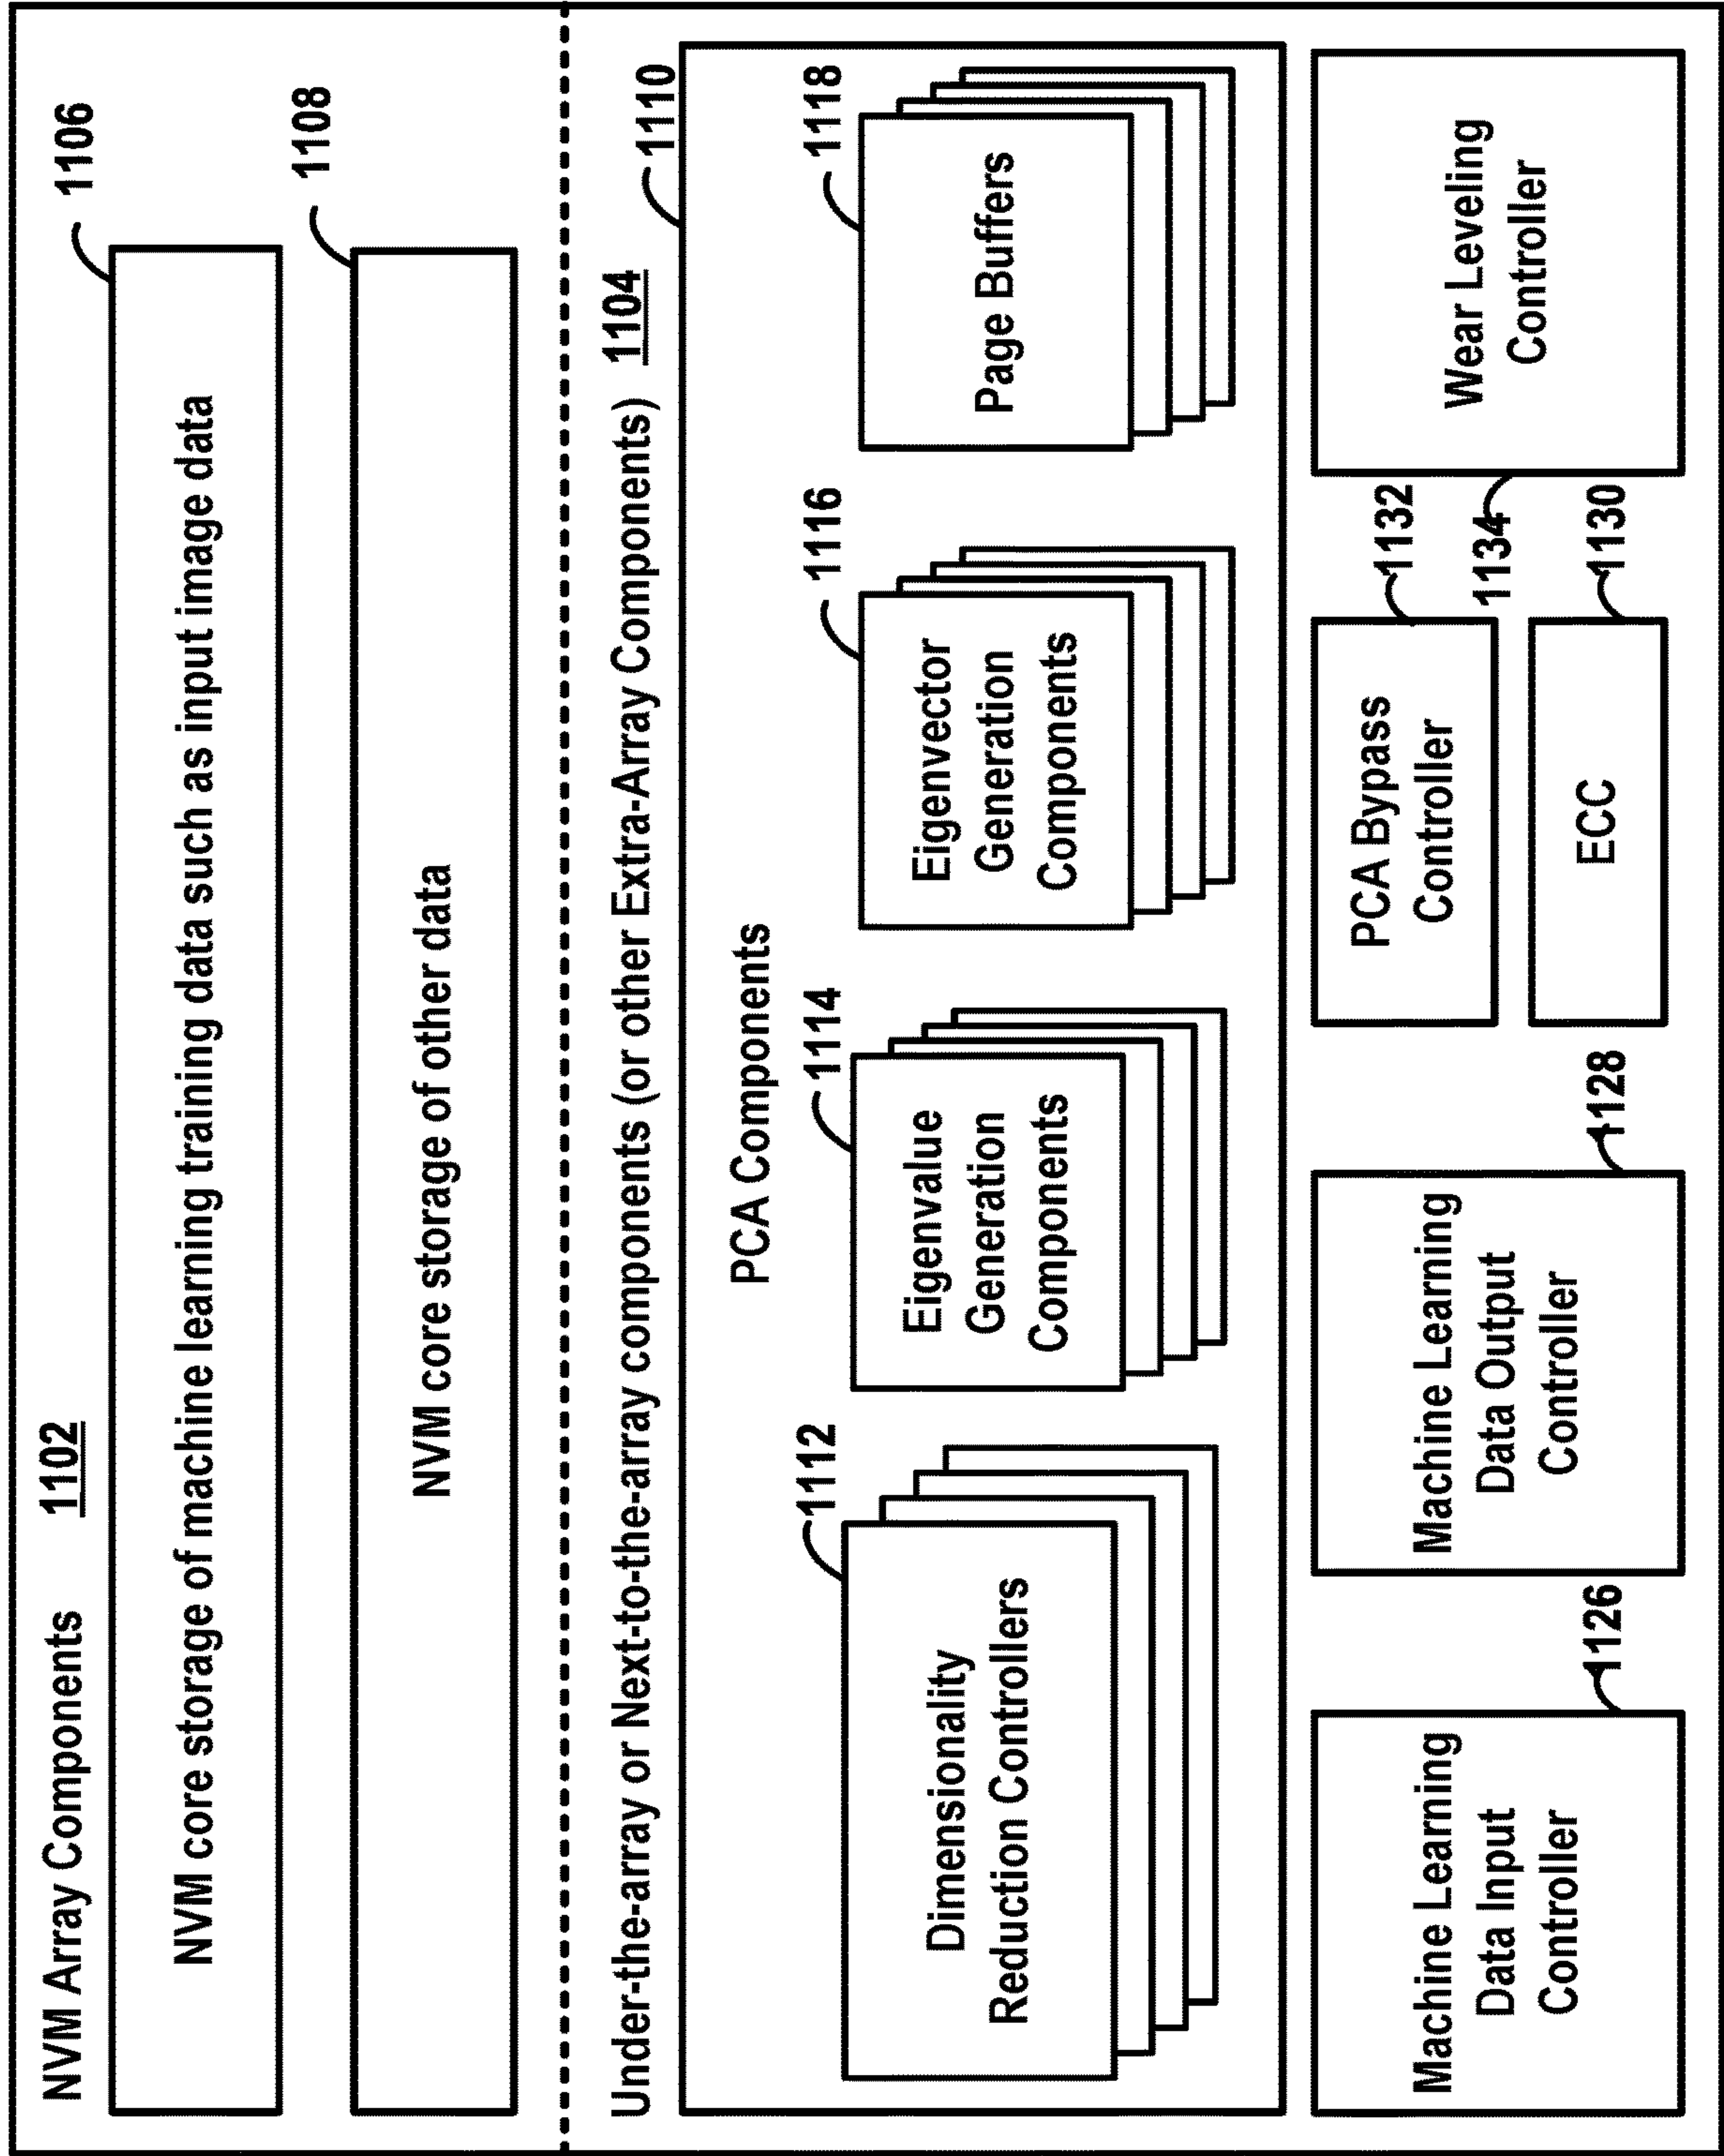 NVM Array Components 1102
1106
NVM core storage of machine learning training data such as input image data
1108
NVM core storage of other data
Under-the-array or Next-to-the-array components (or other Extra-Array Components) 1104
1110
PCA Components
1112
Dimensionality
Reduction Controllers
1114
Eigenvalue
Generation
Components
1116
Eigenvector
Generation
Components
1118
Page Buffers
Machine Learning
Data Input
Controller
1126
Machine Learning
Data Output
Controller
1128
PCA Bypass
Controller
1132
ECC
1130
Wear Leveling
Controller
1134